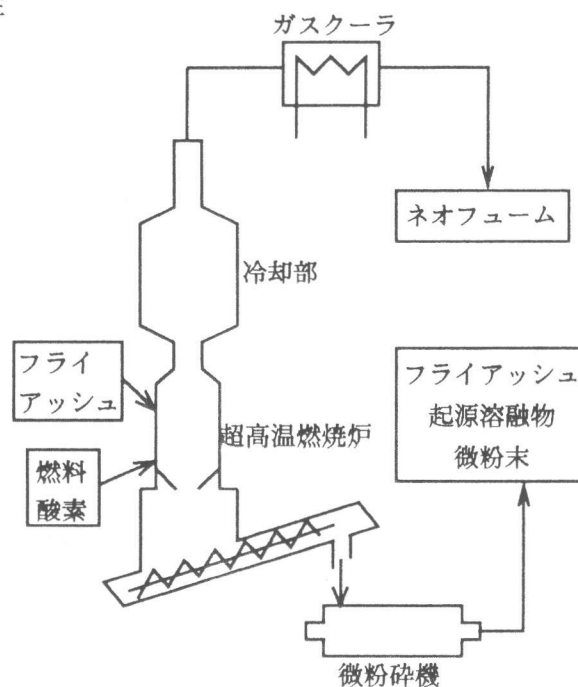 ガスクーラ
ネオフューム
冷却部
フライ
アッシュ
フライアッシュ
起源溶融物
微粉末
超高温燃焼炉
燃料
酸素
微粉砕機